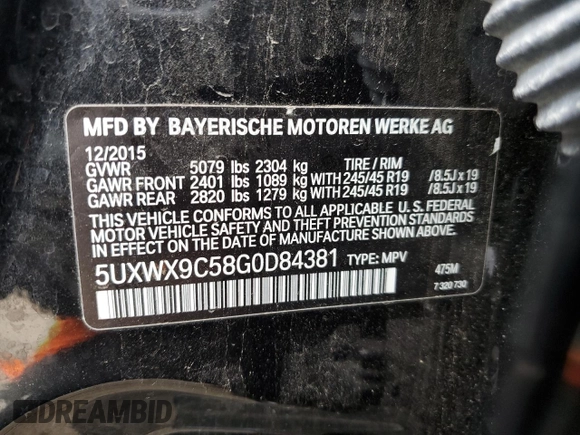 MFD BY BAYERISCHE MOTOREN WERKE AG
12/2015
GVWR 5079 lbs 2304 kg TIRE / RIM
GAWR FRONT 2401 lbs 1089 kg WITH 245/45 R19 /8.5J x 19
GAWR REAR 2820 lbs 1279 kg WITH 245/45 R19 /8.5J x 19
THIS VEHICLE CONFORMS TO ALL APPLICABLE U. S. FEDERAL
MOTOR VEHICLE SAFETY AND THEFT PREVENTION STANDARDS
IN EFFECT ON THE DATE OF MANUFACTURE SHOWN ABOVE.
5UXWX9C58G0D84381 TYPE: MPV 475M
7 320 730
DREAMBID